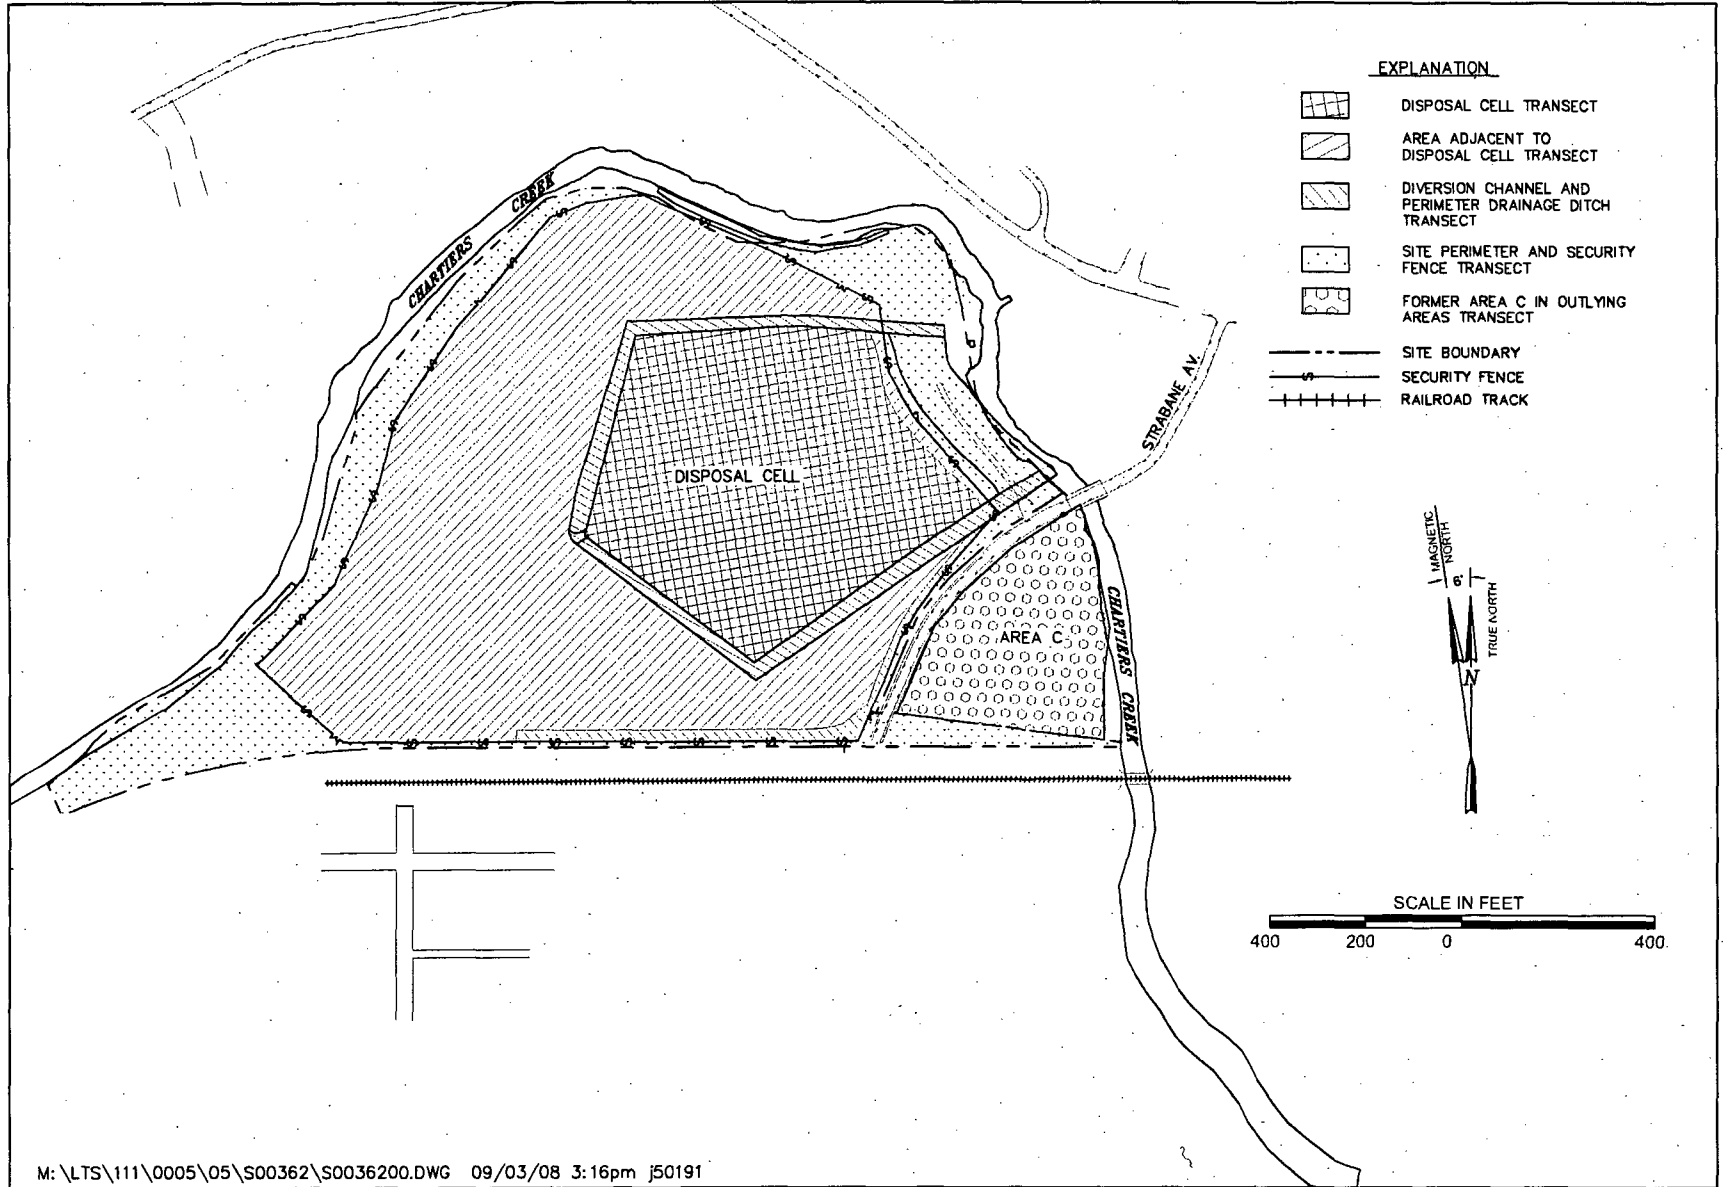 EXPLANATION
DISPOSAL CELL TRANSECT
AREA ADJACENT TO
DISPOSAL CELL TRANSECT
DIVERSION CHANNEL AND
PERIMETER DRAINAGE DITCH
TRANSECT
SITE PERIMETER AND SECURITY
FENCE TRANSECT
FORMER AREA C IN OUTLYING
AREAS TRANSECT
SITE BOUNDARY
S
SECURITY FENCE
RAILROAD TRACK
CHARTIERS CREEK
STRABANE AV.
DISPOSAL CELL
AREA C
CHARTIERS CREEK
MAGNETIC
NORTH
6°
TRUE NORTH
N
SCALE IN FEET
400 200 0 400
M:\LTS\111\0005\05\S00362\S0036200.DWG 09/03/08 3:16pm j50191